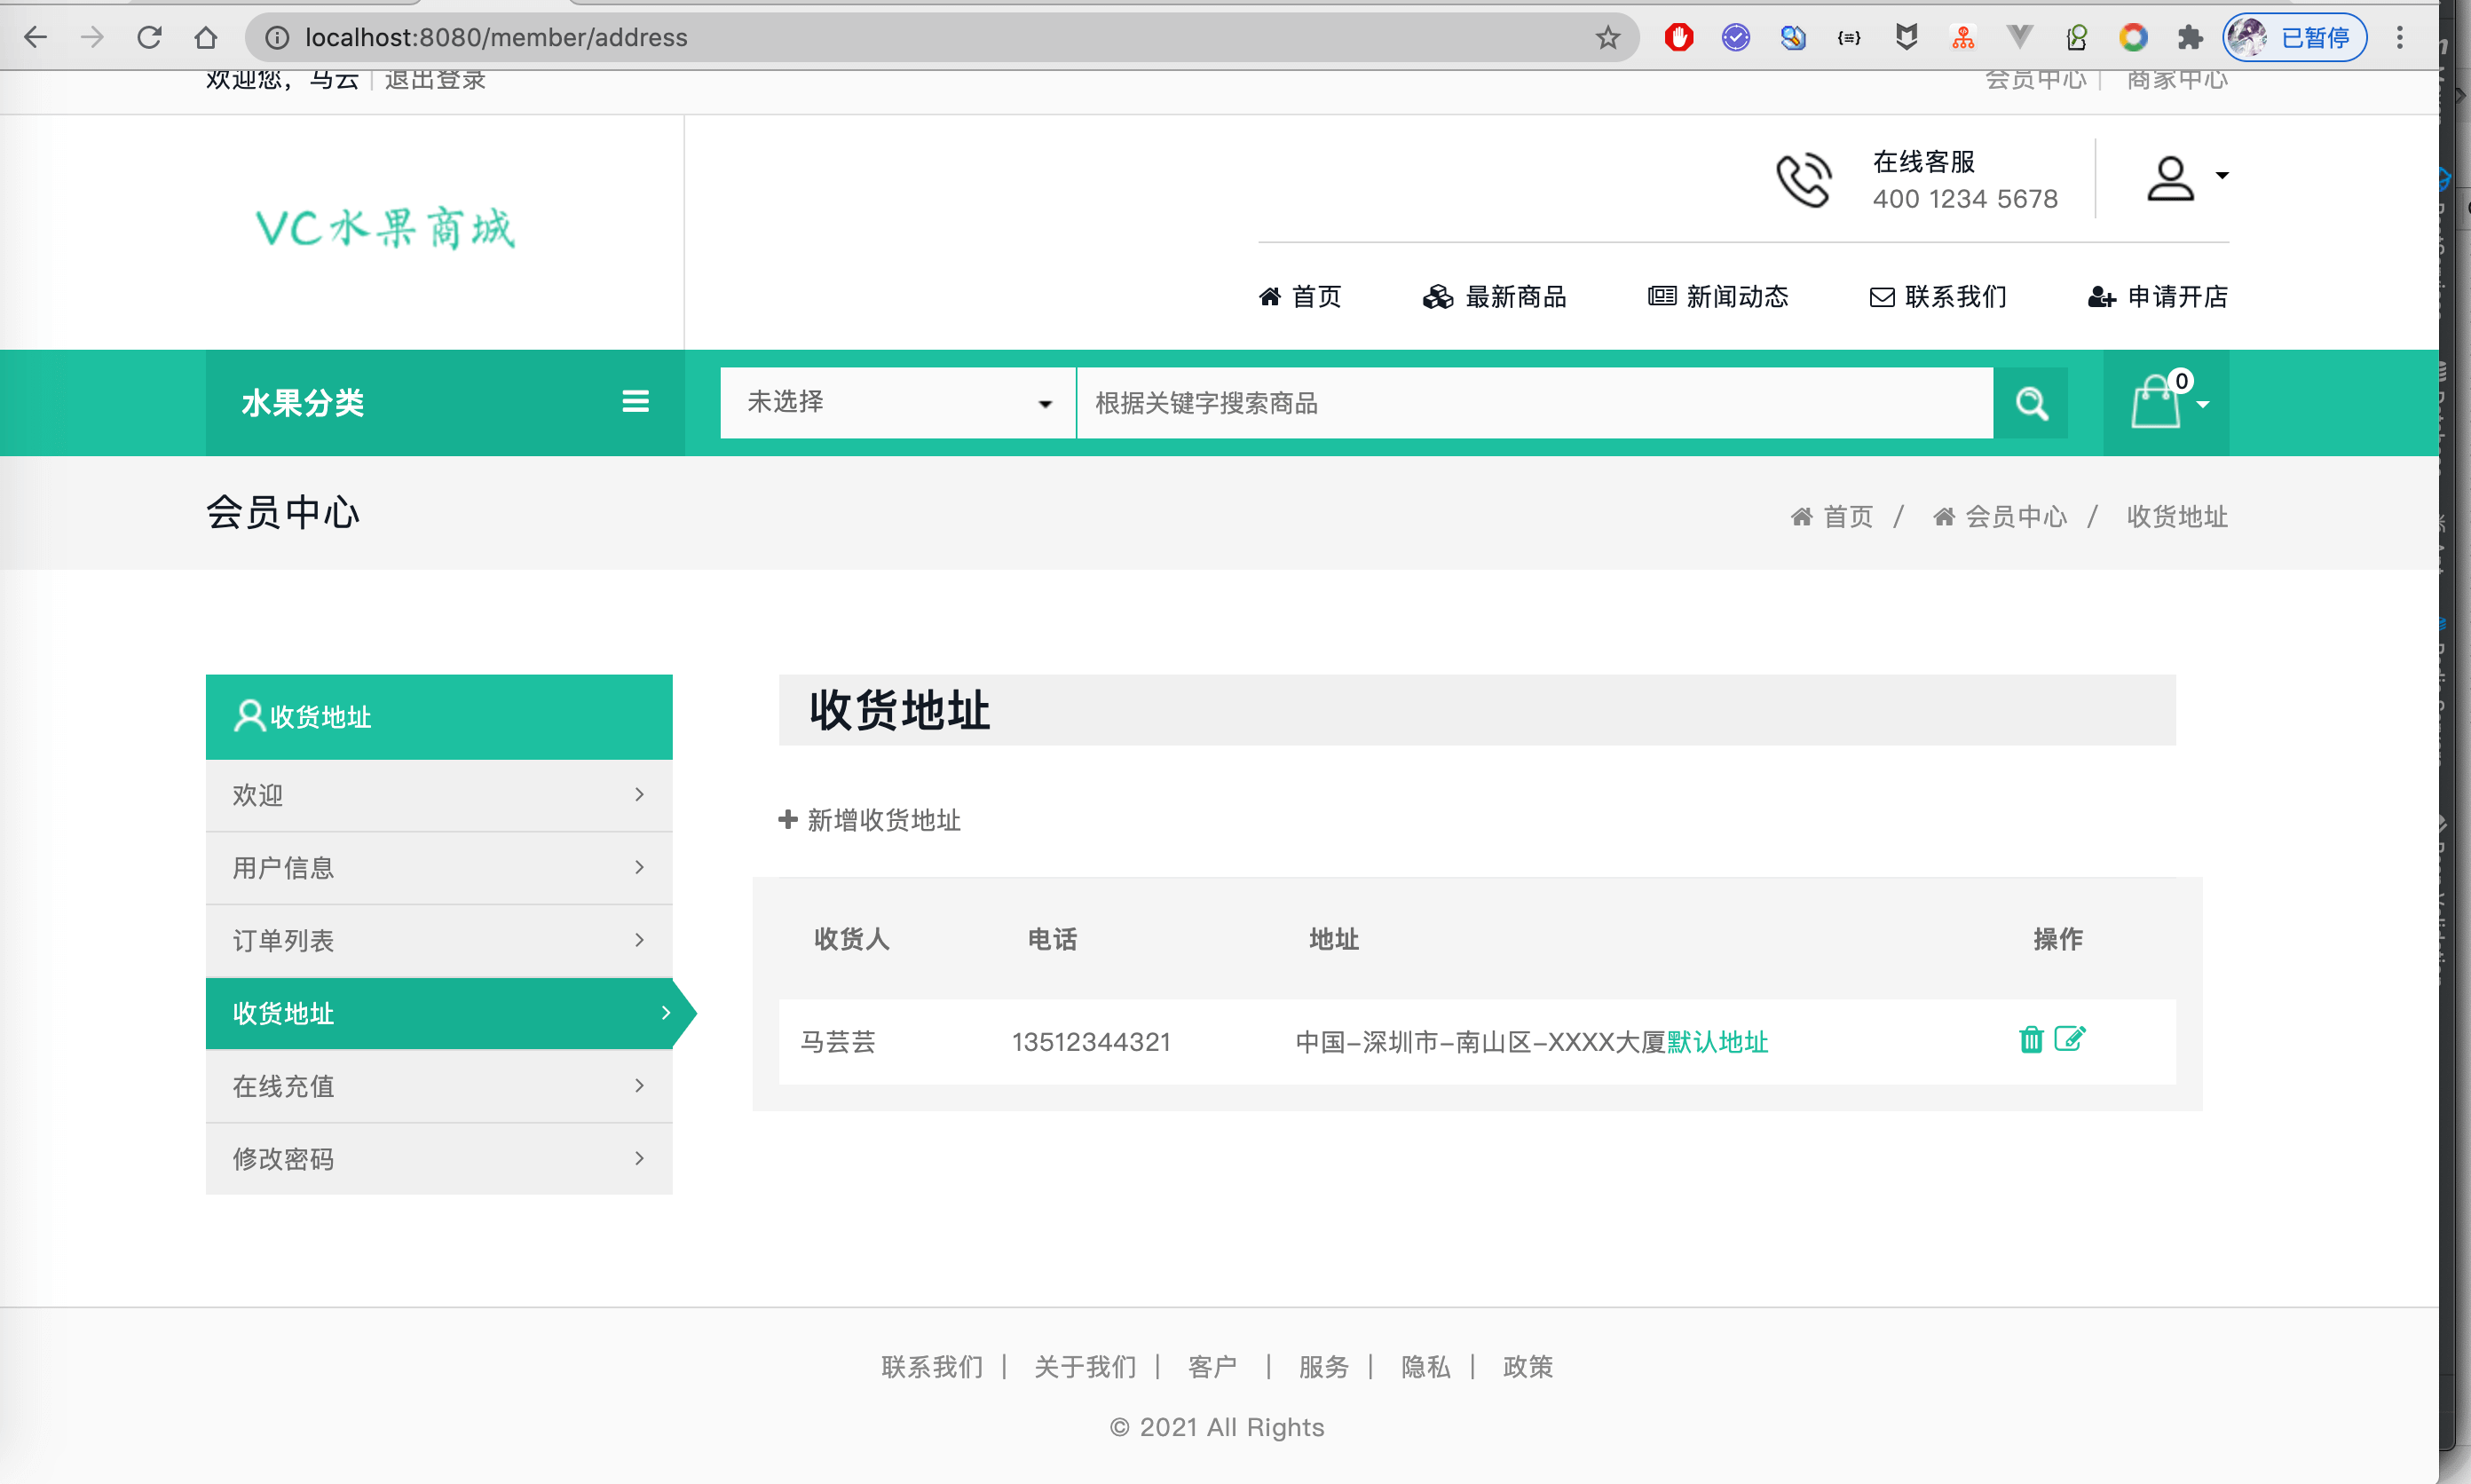 localhost:8080/member/address
已暂停
欢迎您，马云 | 退出登录
会员中心 | 商家中心
VC水果商城
在线客服
400 1234 5678
首页
最新商品
新闻动态
联系我们
申请开店
水果分类
未选择
根据关键字搜索商品
0
会员中心
首页 / 会员中心 / 收货地址
收货地址
欢迎
用户信息
订单列表
收货地址
在线充值
修改密码
收货地址
新增收货地址
收货人 电话 地址 操作
马芸芸 13512344321 中国-深圳市-南山区-XXXX大厦默认地址
联系我们 | 关于我们 | 客户 | 服务 | 隐私 | 政策
© 2021 All Rights